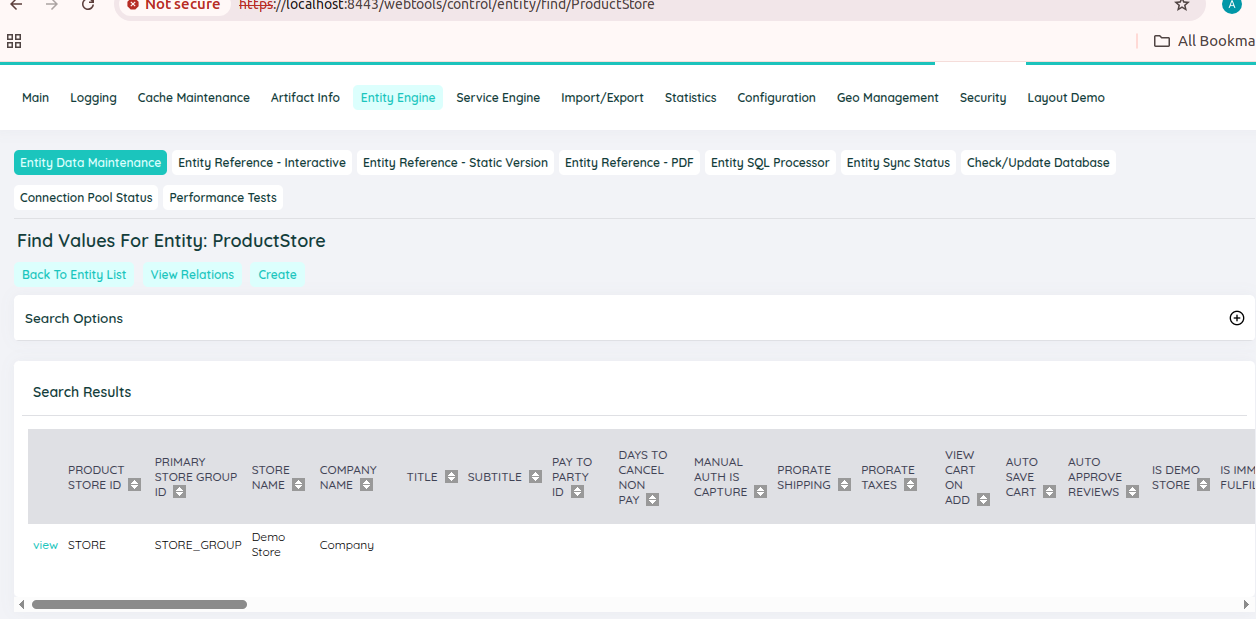 Not secure https://localhost:8443/webtools/control/entity/find/ProductStore A
All Bookma
Main Logging Cache Maintenance Artifact Info Entity Engine Service Engine Import/Export Statistics Configuration Geo Management Security Layout Demo
Entity Data Maintenance Entity Reference - Interactive Entity Reference - Static Version Entity Reference - PDF Entity SQL Processor Entity Sync Status Check/Update Database
Connection Pool Status Performance Tests
Find Values For Entity: ProductStore
Back To Entity List View Relations Create
Search Options
Search Results
PRODUCT STORE ID
PRIMARY STORE GROUP ID
STORE NAME
COMPANY NAME
TITLE
SUBTITLE
PAY TO PARTY ID
DAYS TO CANCEL NON PAY
MANUAL AUTH IS CAPTURE
PRORATE SHIPPING
PRORATE TAXES
VIEW CART ON ADD
AUTO SAVE CART
AUTO APPROVE REVIEWS
IS DEMO STORE
IS IMM FULFIL
view STORE STORE_GROUP Demo Store Company